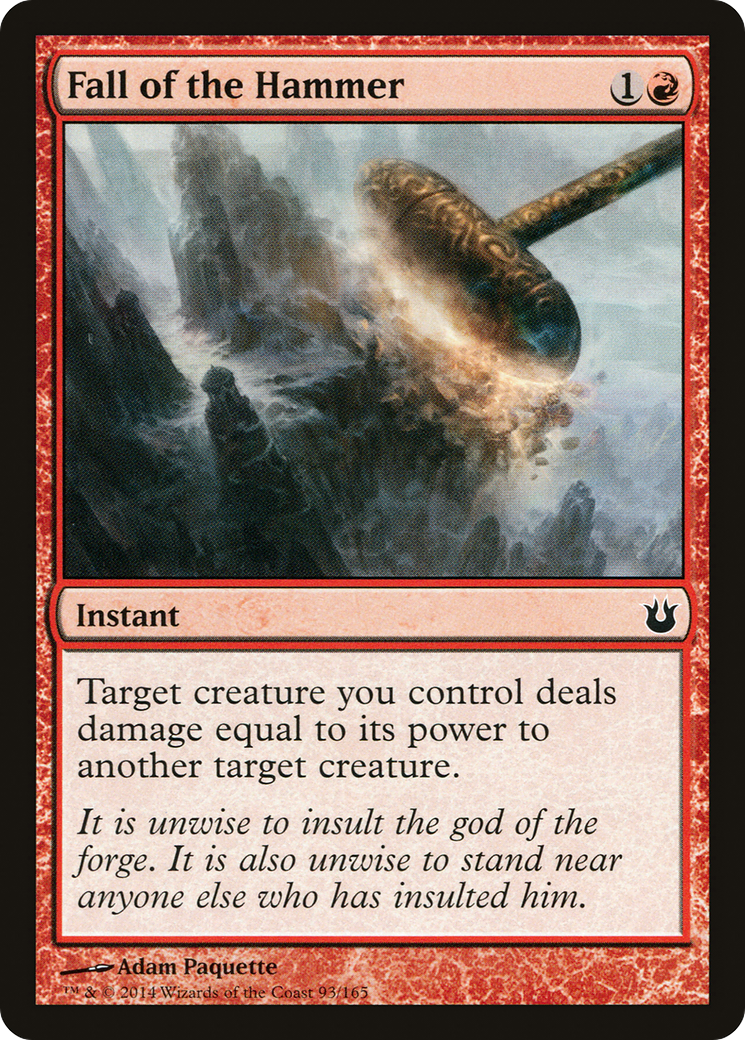 Fall of the Hammer 1
Instant
Target creature you control deals
damage equal to its power to
another target creature.
It is unwise to insult the god of the
forge. It is also unwise to stand near
anyone else who has insulted him.
Adam Paquette
™ & © 2014 Wizards of the Coast 93/165